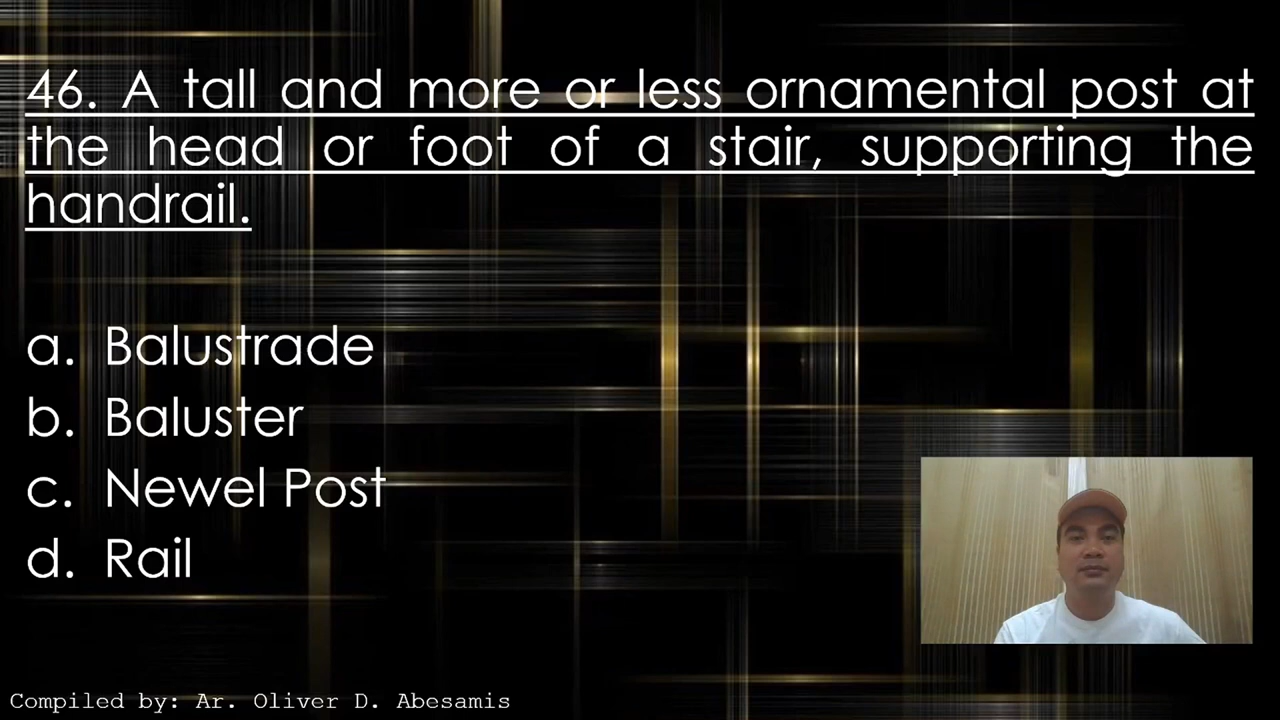 46. A tall and more or less ornamental post at
the head or foot of a stair, supporting the
handrail.
a. Balustrade
b. Baluster
c. Newel Post
d. Rail
Compiled by: Ar. Oliver D. Abesamis